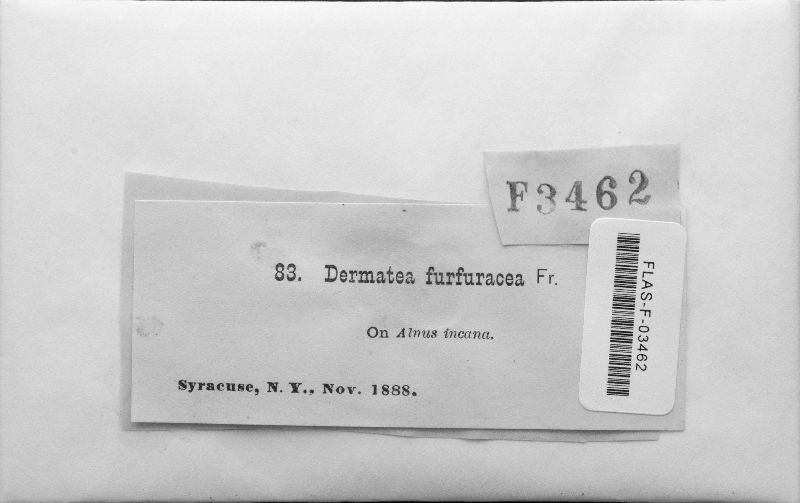 F3462
83. Dermatea furfuracea Fr.
On Alnus incana.
Syracuse, N. Y., Nov. 1888.
FLAS-F-03462